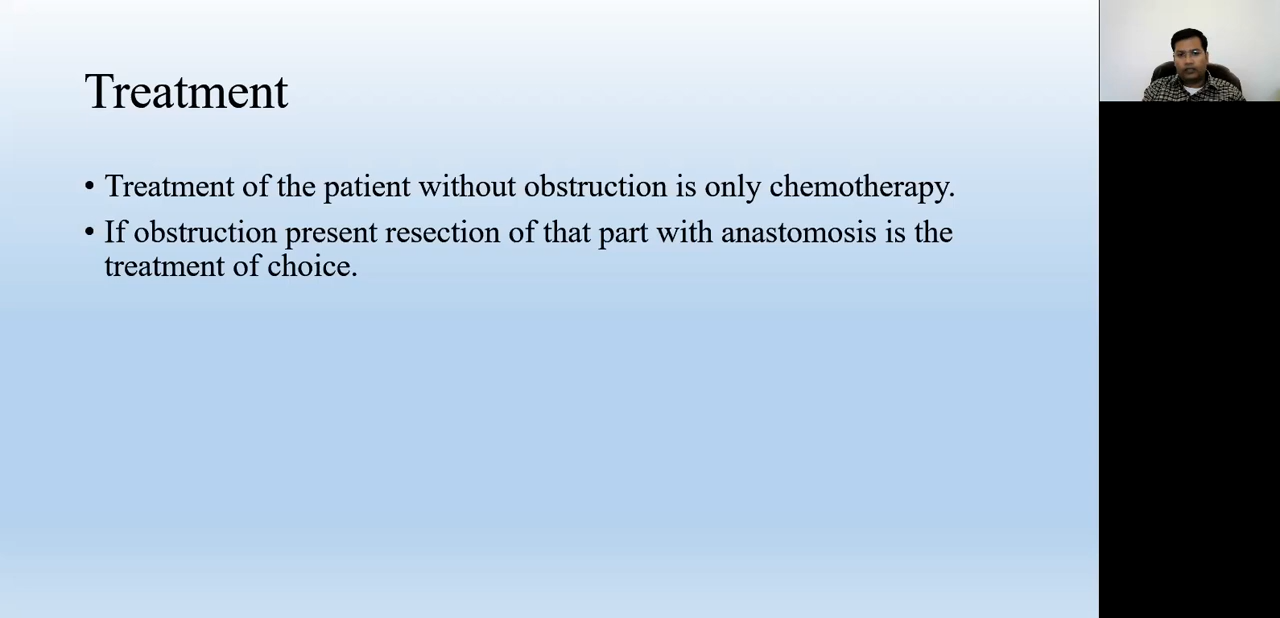 Treatment
• Treatment of the patient without obstruction is only chemotherapy.
• If obstruction present resection of that part with anastomosis is the
treatment of choice.